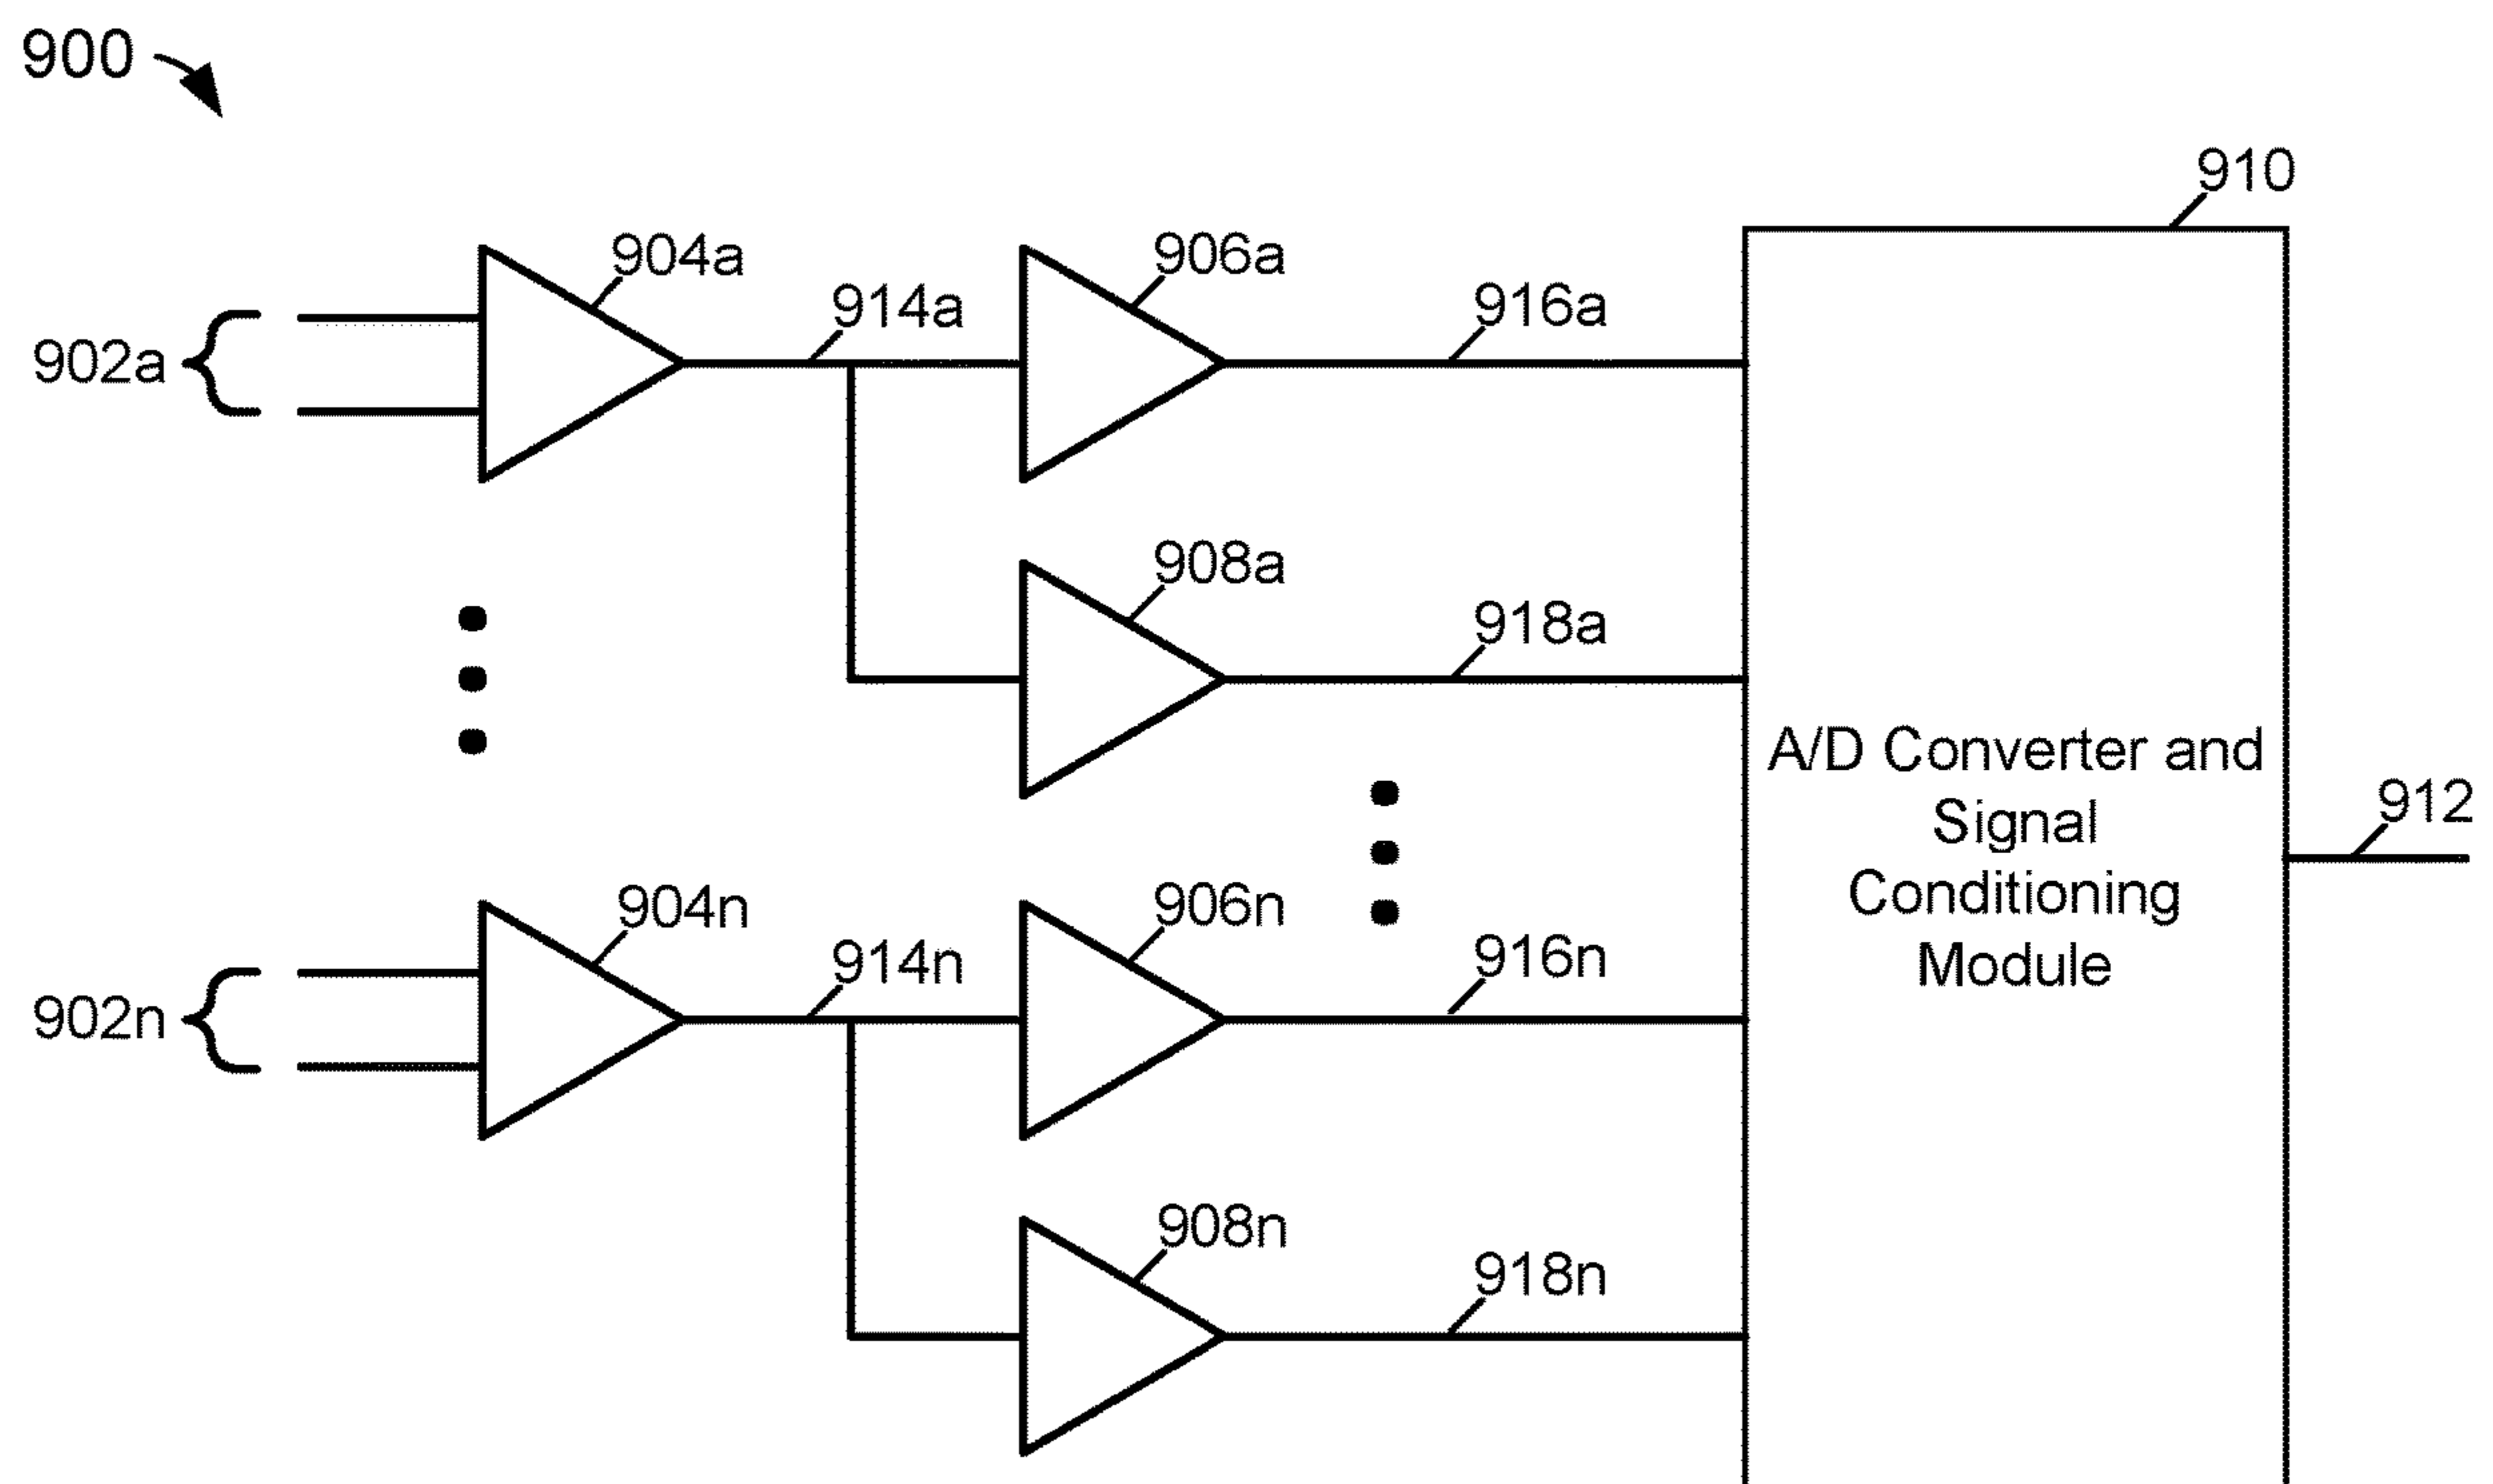 900
910
904a
906a
914a
916a
902a
908a
918a
A/D Converter and
Signal
Conditioning
Module
912
904n
906n
914n
916n
902n
908n
918n